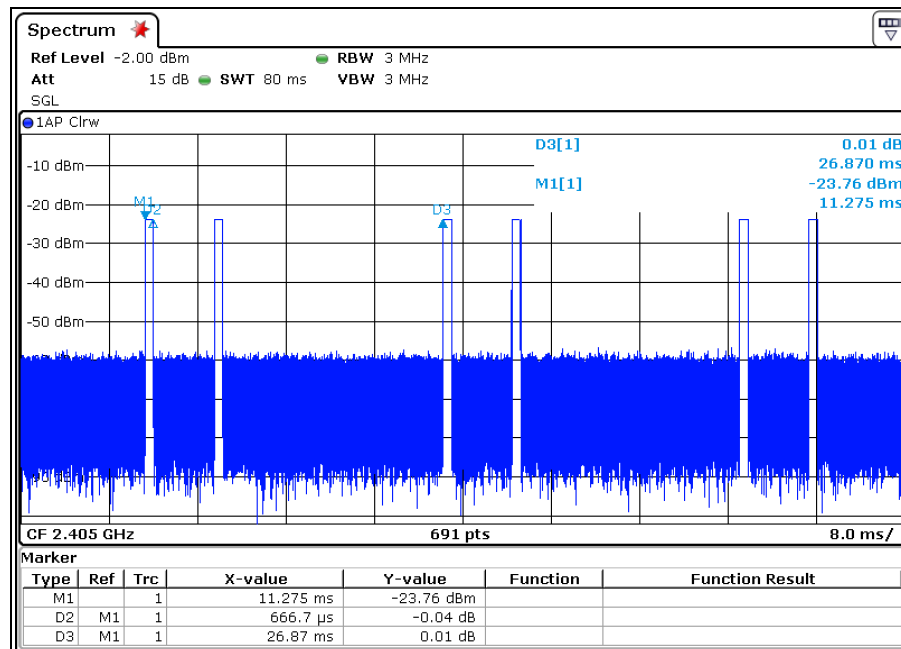 Spectrum
Ref Level -2.00 dBm RBW 3 MHz
Att 15 dB SWT 80 ms VBW 3 MHz
SGL
1AP Clrw
D3[1] 0.01 dB
26.870 ms
M1[1] -23.76 dBm
11.275 ms
-10 dBm
-20 dBm
-30 dBm
-40 dBm
-50 dBm
M1
D2
D3
CF 2.405 GHz 691 pts 8.0 ms/
Marker
Type Ref Trc X-value Y-value Function Function Result
M1 1 11.275 ms -23.76 dBm
D2 M1 1 666.7 µs -0.04 dB
D3 M1 1 26.87 ms 0.01 dB